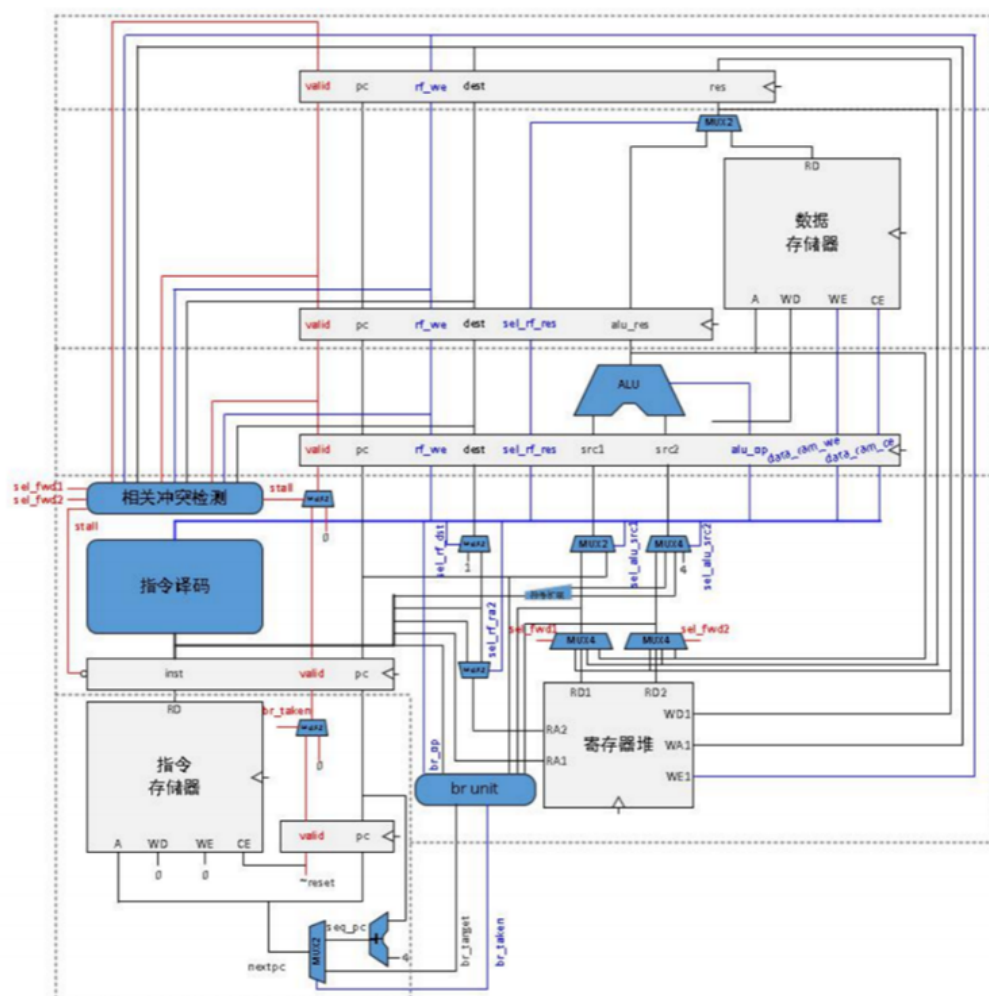 valid pc rf_we dest res
MUX2
RD
数据
存储器
A WD WE CE
valid pc rf_we dest sel_rf_res alu_res
ALU
valid pc rf_we dest sel_rf_res src1 src2 alu_op data_ram_we data_ram_ce
sel_fwd1
sel_fwd2
相关冲突检测
stall
MUX2
0
stall
指令译码
sel_rf_dst
MUX2
1
MUX2
sel_alu_src1
MUX4
4
sel_alu_src2
sel_rf_ra2
sel_fwd1
MUX4
MUX4
sel_fwd2
MUX2
inst valid pc
RD
br_taken
MUX2
0
指令
存储器
A WD WE CE
0 0
br_op
br unit
RD1 RD2
WD1
RA2
寄存器堆
WA1
RA1
WE1
valid pc
~reset
seq_pc
+
4
MUX2
nextpc
br_target
br_taken